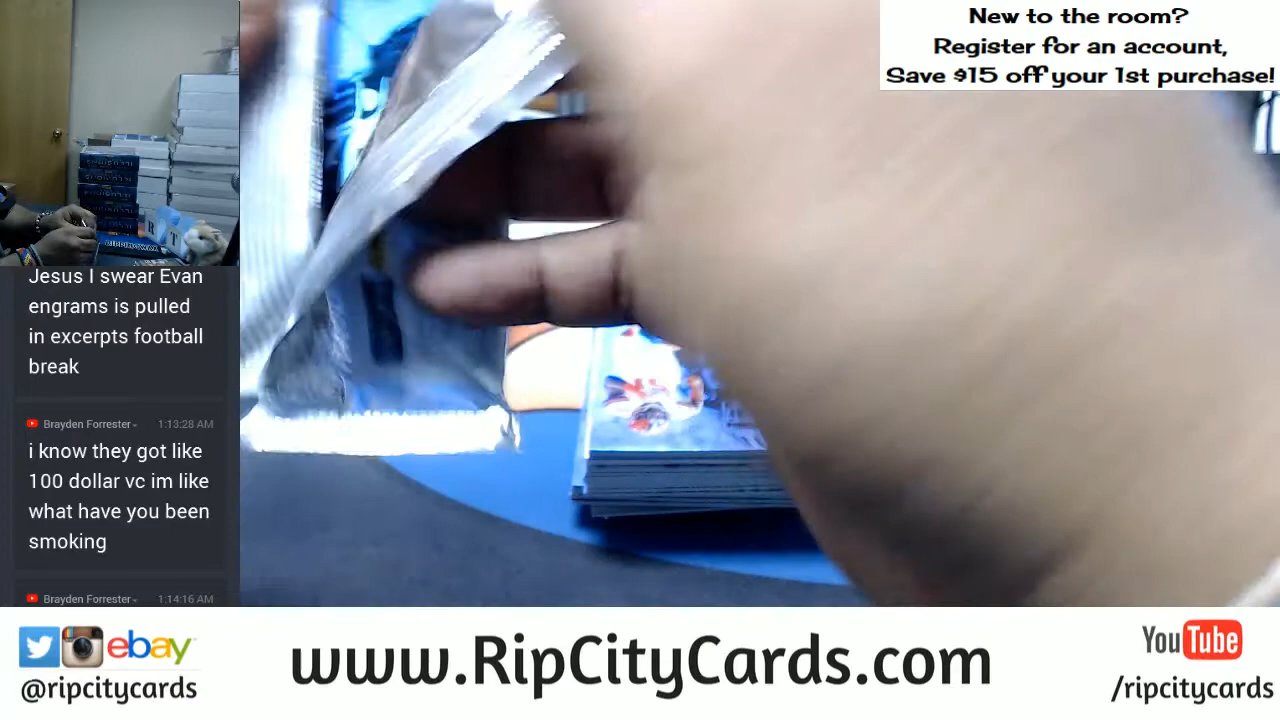 New to the room?
Register for an account,
Save $15 off your 1st purchase!
Jesus I swear Evan
engrams is pulled
in excerpts football
break
Brayden Forrester 1:13:28 AM
i know they got like
100 dollar vc im like
what have you been
smoking
Brayden Forrester 1:14:16 AM
ebay
@ripcitycards
www.RipCityCards.com
YouTube
/ripcitycards